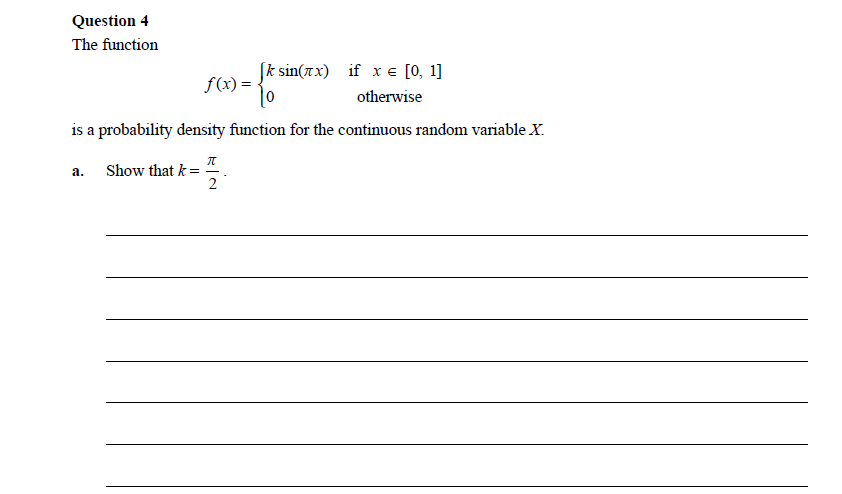 Question 4
The function
f(x) = { k sin(πx) if x ∈ [0, 1]
0 otherwise
is a probability density function for the continuous random variable X.
a. Show that k = π/2 .